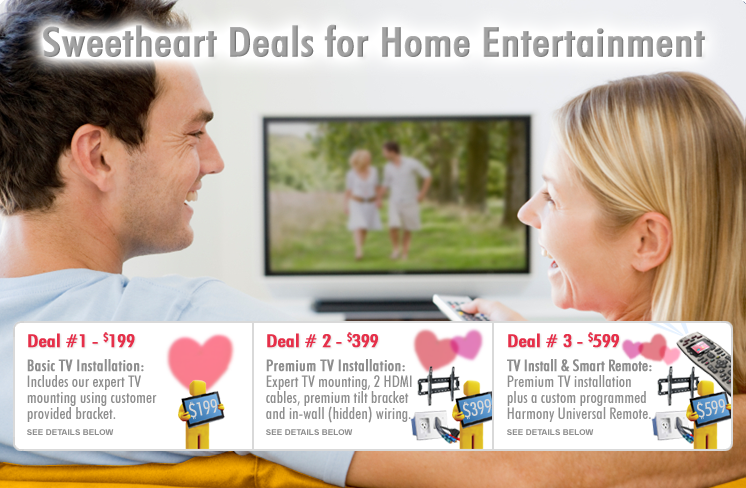 Sweetheart Deals for Home Entertainment
Deal #1 - $199
Basic TV Installation:
Includes our expert TV
mounting using customer
provided bracket.
SEE DETAILS BELOW
$199
Deal # 2 - $399
Premium TV Installation:
Expert TV mounting, 2 HDMI
cables, premium tilt bracket
and in-wall (hidden) wiring.
SEE DETAILS BELOW
$399
Deal # 3 - $599
TV Install & Smart Remote:
Premium TV installation
plus a custom programmed
Harmony Universal Remote.
SEE DETAILS BELOW
$599